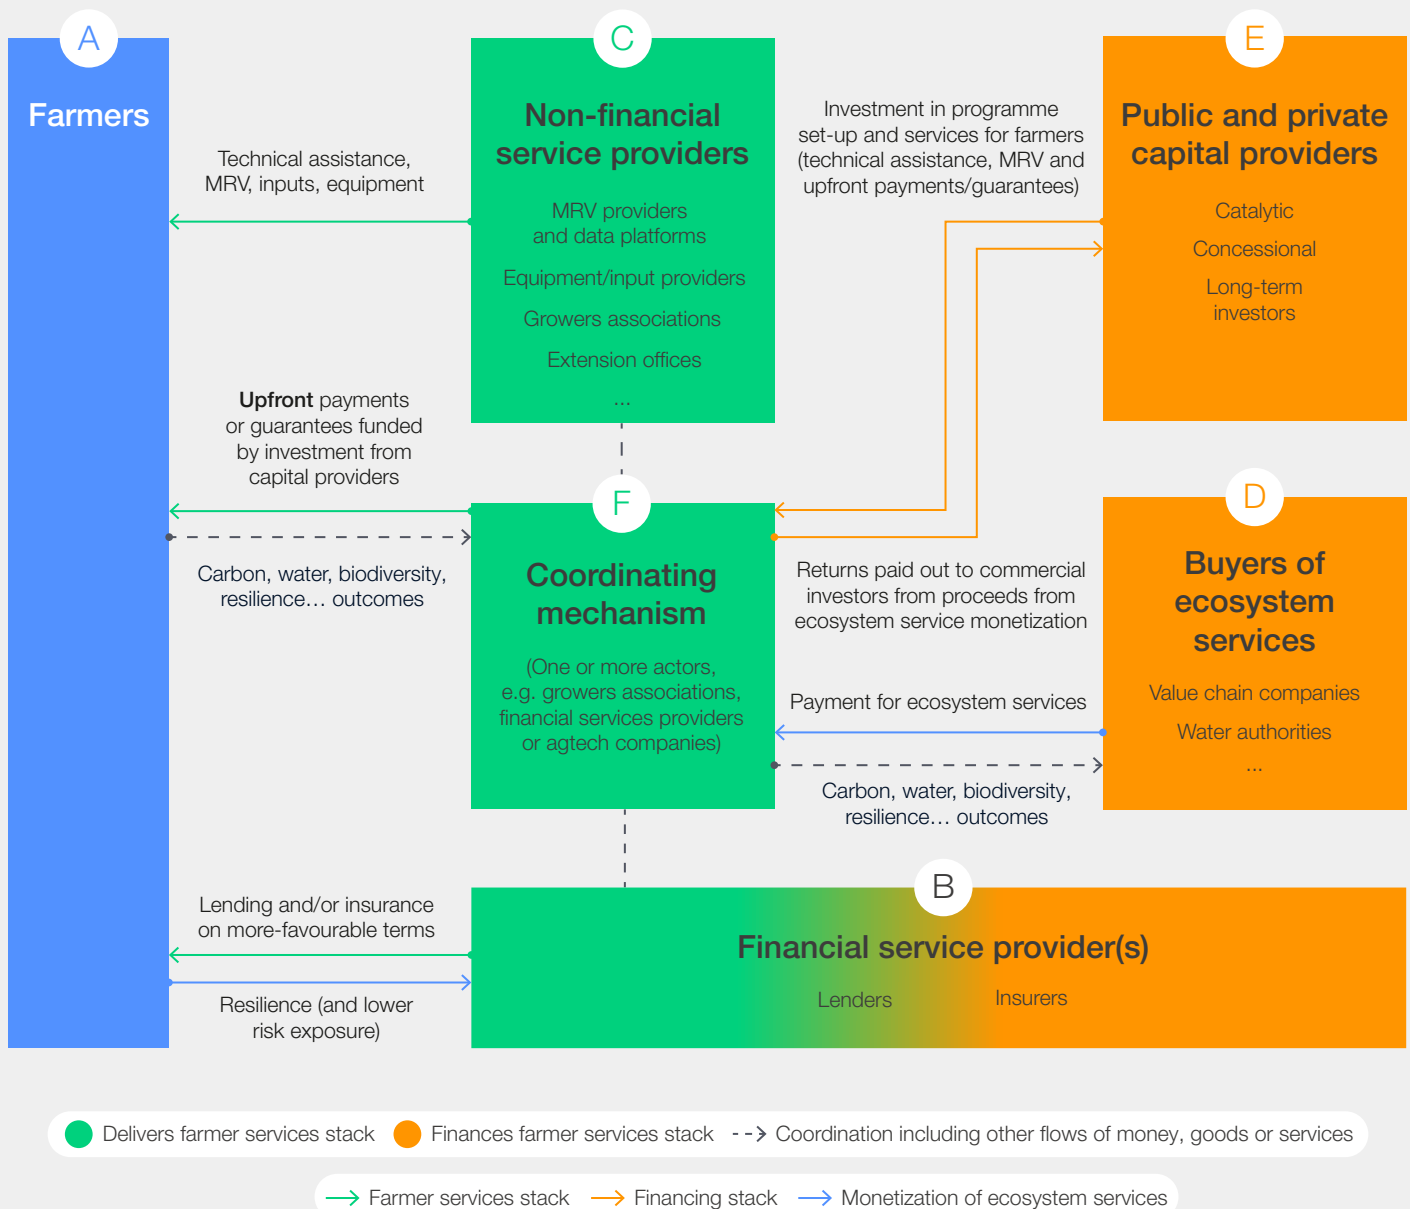 A
Farmers
Technical assistance,
MRV, inputs, equipment
Upfront payments
or guarantees funded
by investment from
capital providers
Carbon, water, biodiversity,
resilience… outcomes
Lending and/or insurance
on more-favourable terms
Resilience (and lower
risk exposure)
C
Non-financial
service providers
MRV providers
and data platforms
Equipment/input providers
Growers associations
Extension offices
...
F
Coordinating
mechanism
(One or more actors,
e.g. growers associations,
financial services providers
or agtech companies)
Investment in programme
set-up and services for farmers
(technical assistance, MRV and
upfront payments/guarantees)
Returns paid out to commercial
investors from proceeds from
ecosystem service monetization
Payment for ecosystem services
Carbon, water, biodiversity,
resilience… outcomes
E
Public and private
capital providers
Catalytic
Concessional
Long-term
investors
D
Buyers of
ecosystem
services
Value chain companies
Water authorities
...
B
Financial service provider(s)
Lenders
Insurers
Delivers farmer services stack
Finances farmer services stack
Coordination including other flows of money, goods or services
Farmer services stack
Financing stack
Monetization of ecosystem services